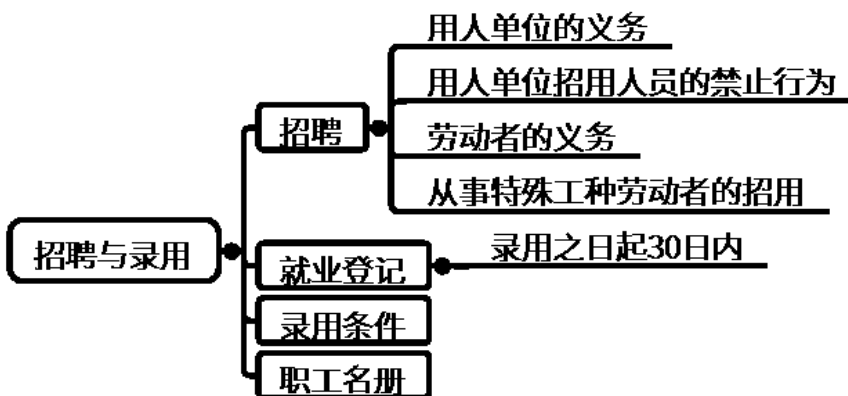 招聘与录用
招聘
用人单位的义务
用人单位招用人员的禁止行为
劳动者的义务
从事特殊工种劳动者的招用
就业登记
录用之日起30日内
录用条件
职工名册